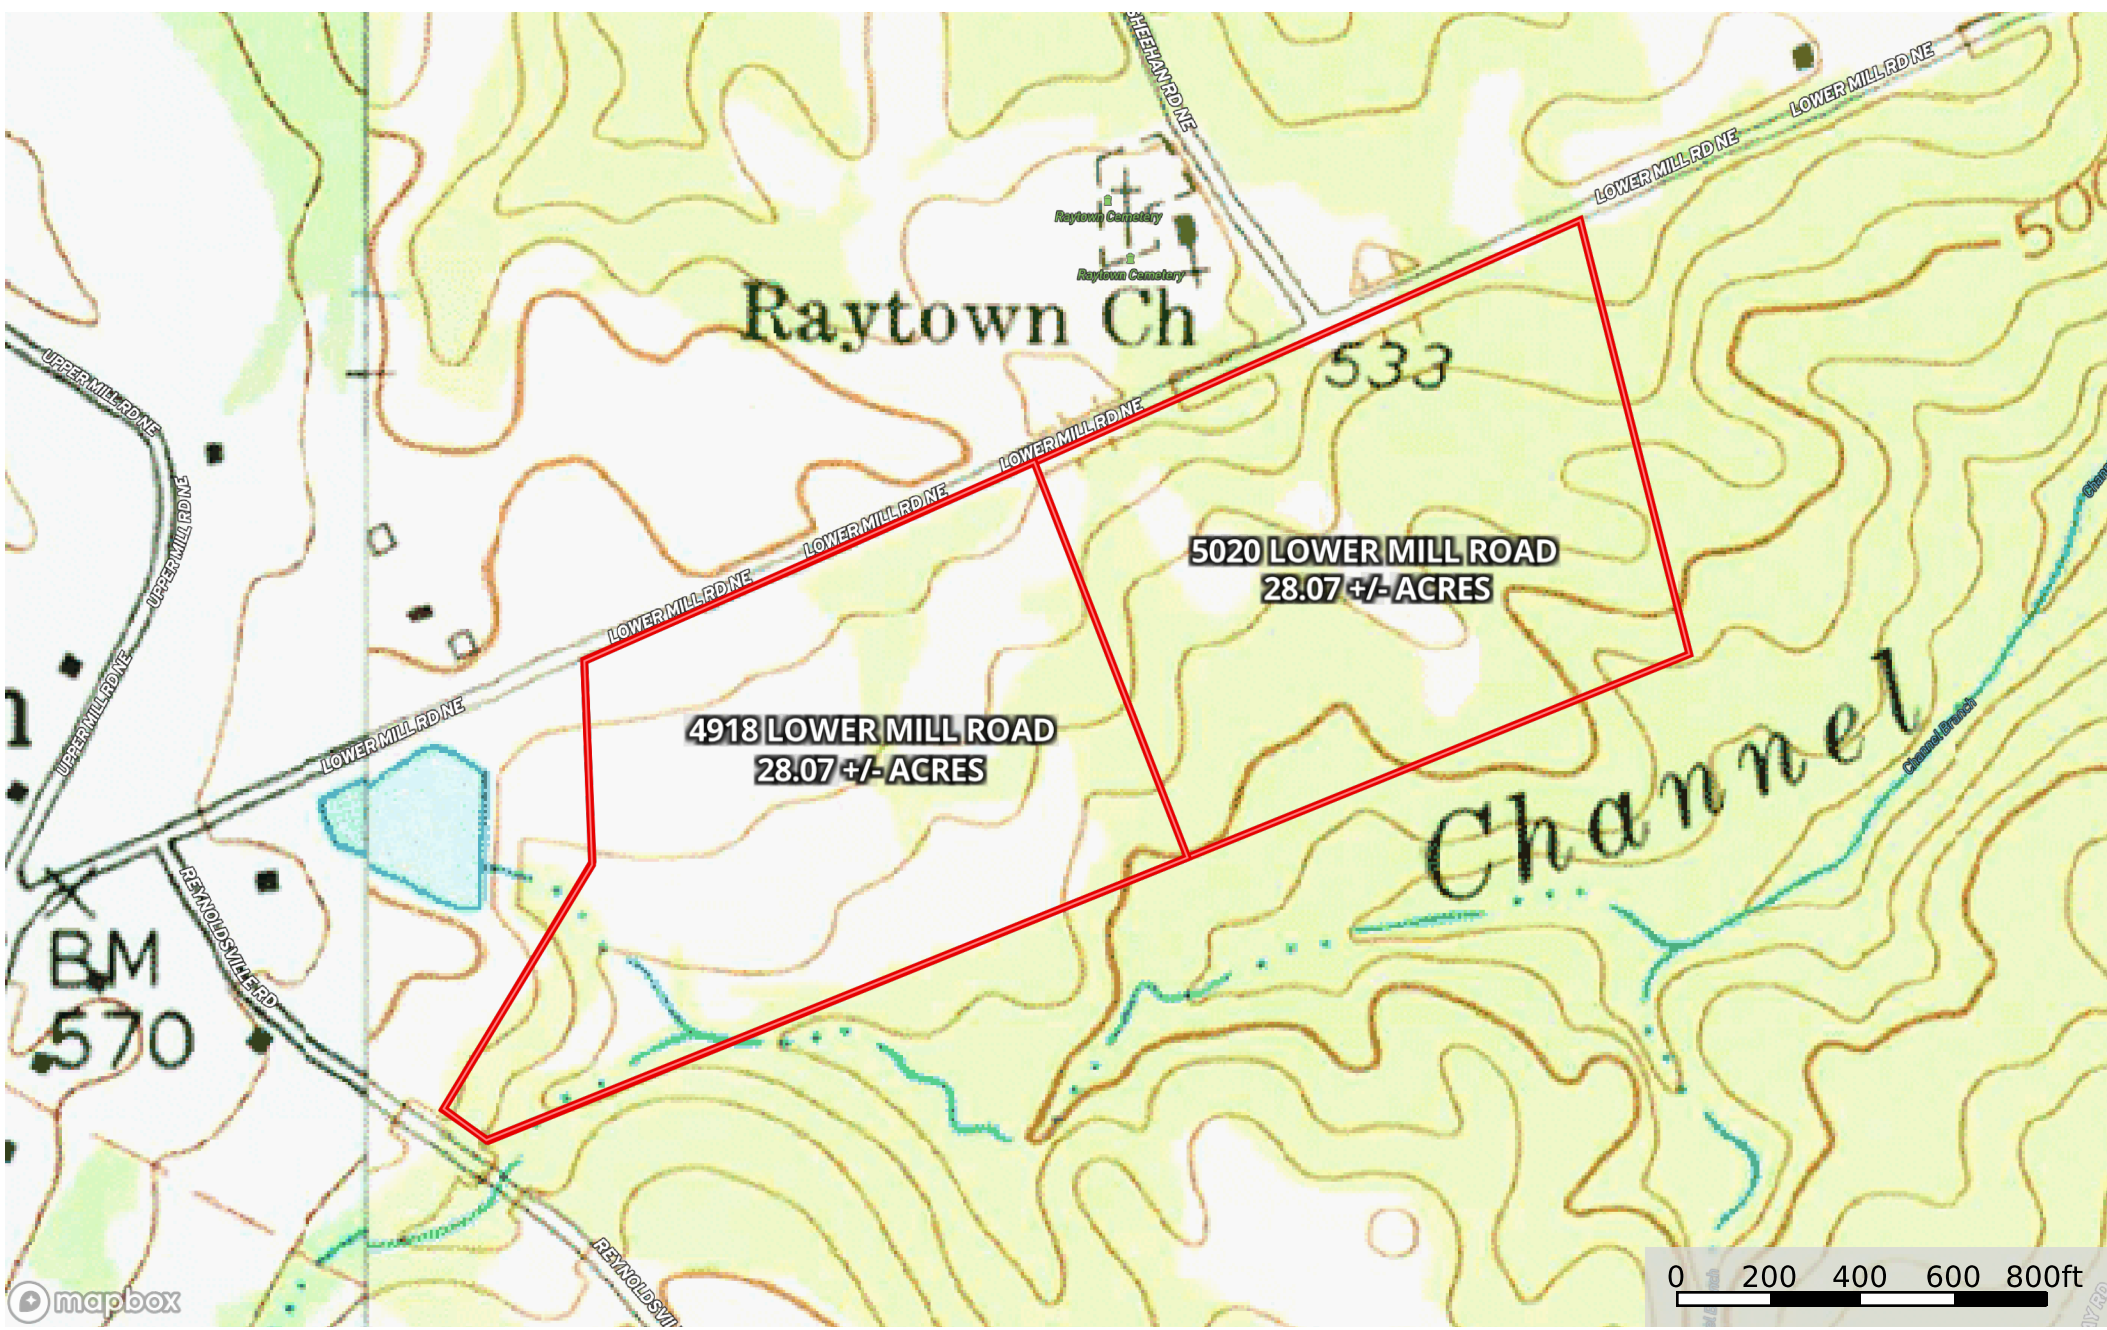 SHEEHAN RD NE
LOWER MILL RD NE
LOWER MILL RD NE
Raytown Cemetery
Raytown Cemetery
Raytown Ch
533
UPPER MILL RD NE
UPPER MILL RD NE
UPPER MILL RD NE
LOWER MILL RD NE
LOWER MILL RD NE
LOWER MILL RD NE
LOWER MILL RD NE
5020 LOWER MILL ROAD
28.07 +/- ACRES
4918 LOWER MILL ROAD
28.07 +/- ACRES
Channel
Channel Branch
REYNOLDSVILLE RD
BM
570
0 200 400 600 800ft
mapbox